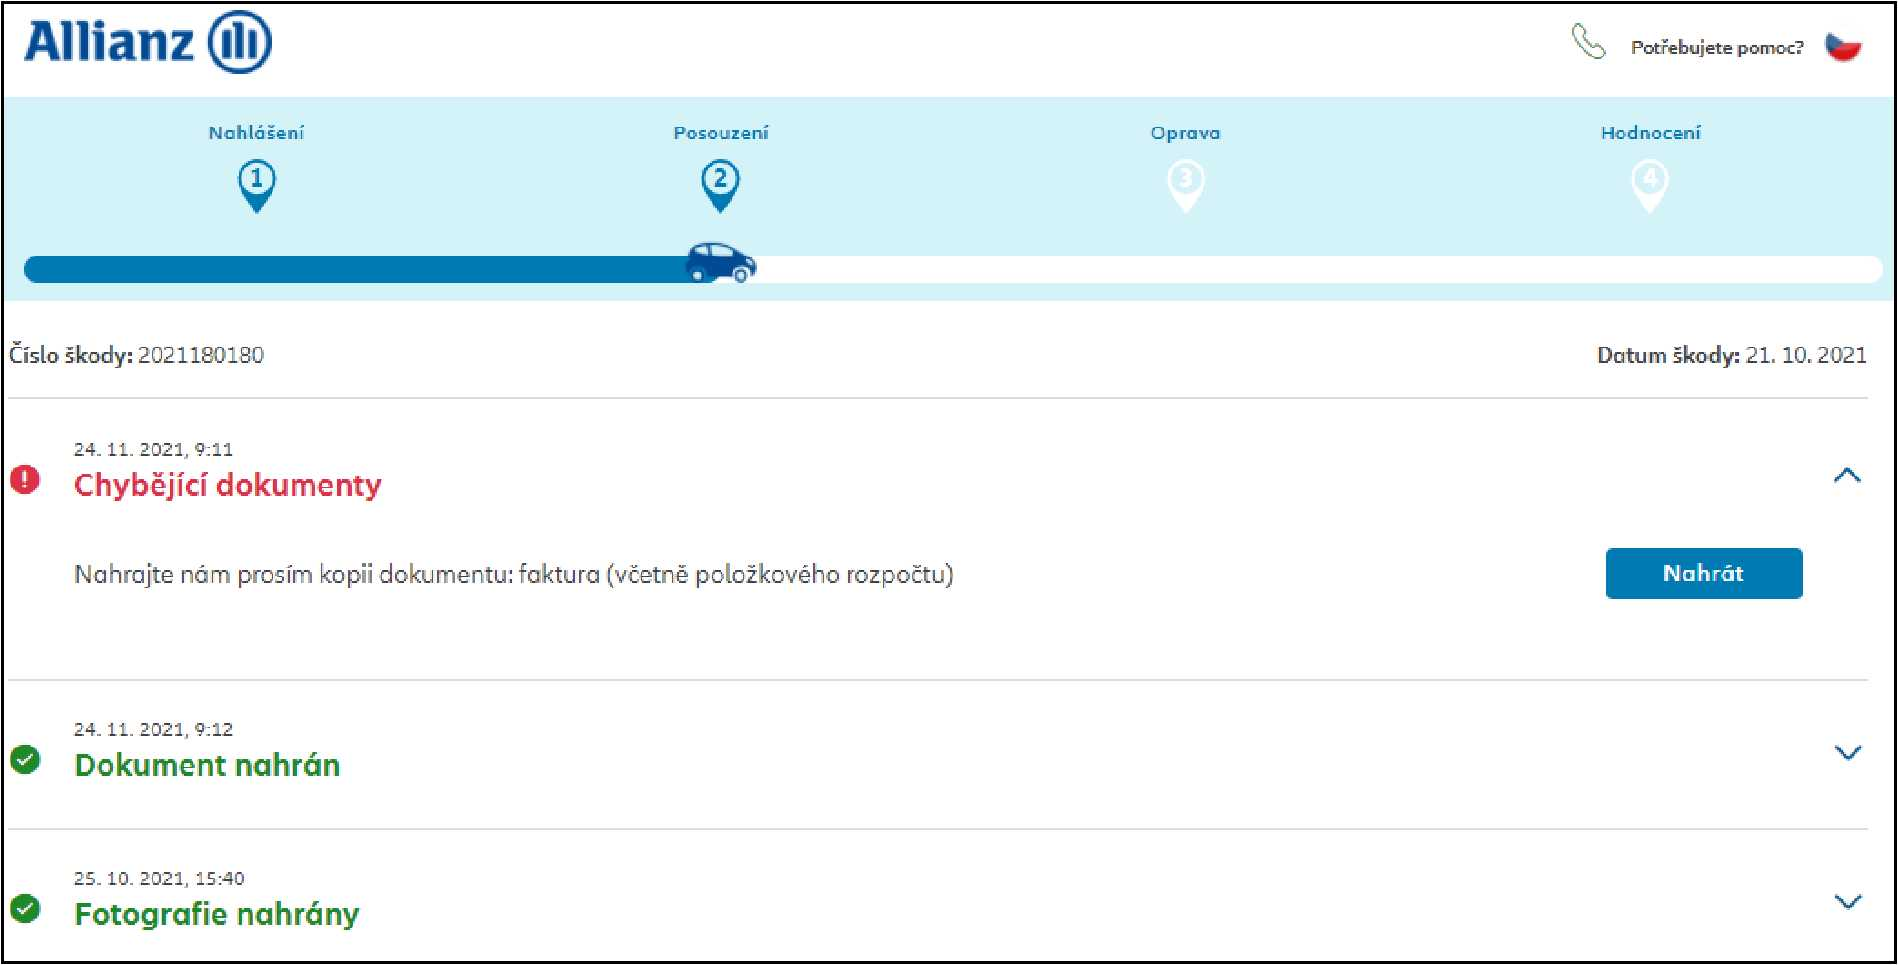 Allianz
Potřebujete pomoc?
Nahlášení
Posouzení
Oprava
Hodnocení
1
2
3
4
Číslo škody: 2021180180
Datum škody: 21. 10. 2021
24. 11. 2021, 9:11
Chybějící dokumenty
Nahrajte nám prosím kopii dokumentu: faktura (včetně položkového rozpočtu)
Nahrát
24. 11. 2021, 9:12
Dokument nahrán
25. 10. 2021, 15:40
Fotografie nahrány